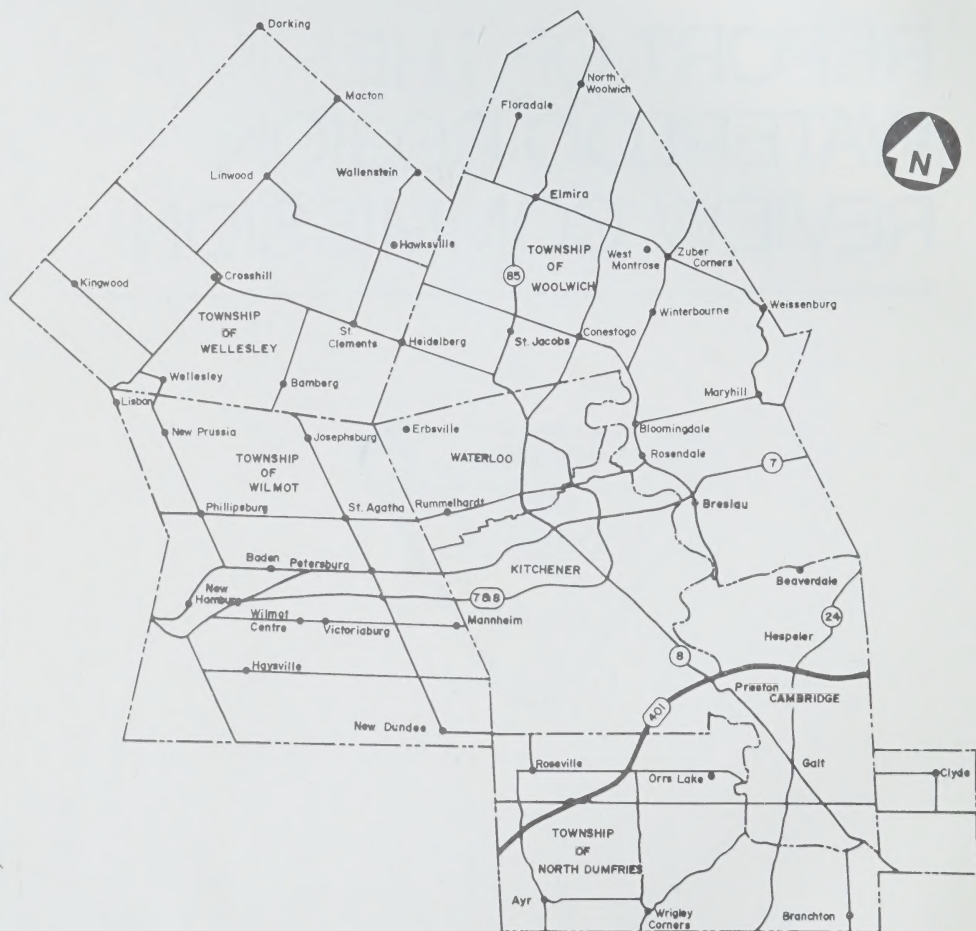 Dorking
Macton
North
Woolwich
Floradale
N
Linwood
Wallenstein
Elmira
Hawksville
TOWNSHIP
OF
WOOLWICH
West
Montrose
Zuber
Corners
85
Kingwood
Crosshill
Weissenburg
TOWNSHIP
OF
WELLESLEY
St.
Clements
Heidelberg
St. Jacobs
Conestogo
Winterbourne
Wellesley
Bamberg
Maryhill
Lisbon
New Prussia
Josephsburg
Erbsville
Bloomingdale
TOWNSHIP
OF
WILMOT
WATERLOO
Rosendale
7
Phillipsburg
St. Agatha
Rummelhardt
Breslau
Baden
Petersburg
KITCHENER
Beaverdale
New
Hamburg
7&8
Wilmot
Centre
Victoriaburg
Mannheim
24
Hespeler
Haysville
8
Preston
CAMBRIDGE
401
New Dundee
Roseville
Orrs Lake
Galt
Clyde
TOWNSHIP
OF
NORTH DUMFRIES
Ayr
Wrigley
Corners
Branchton